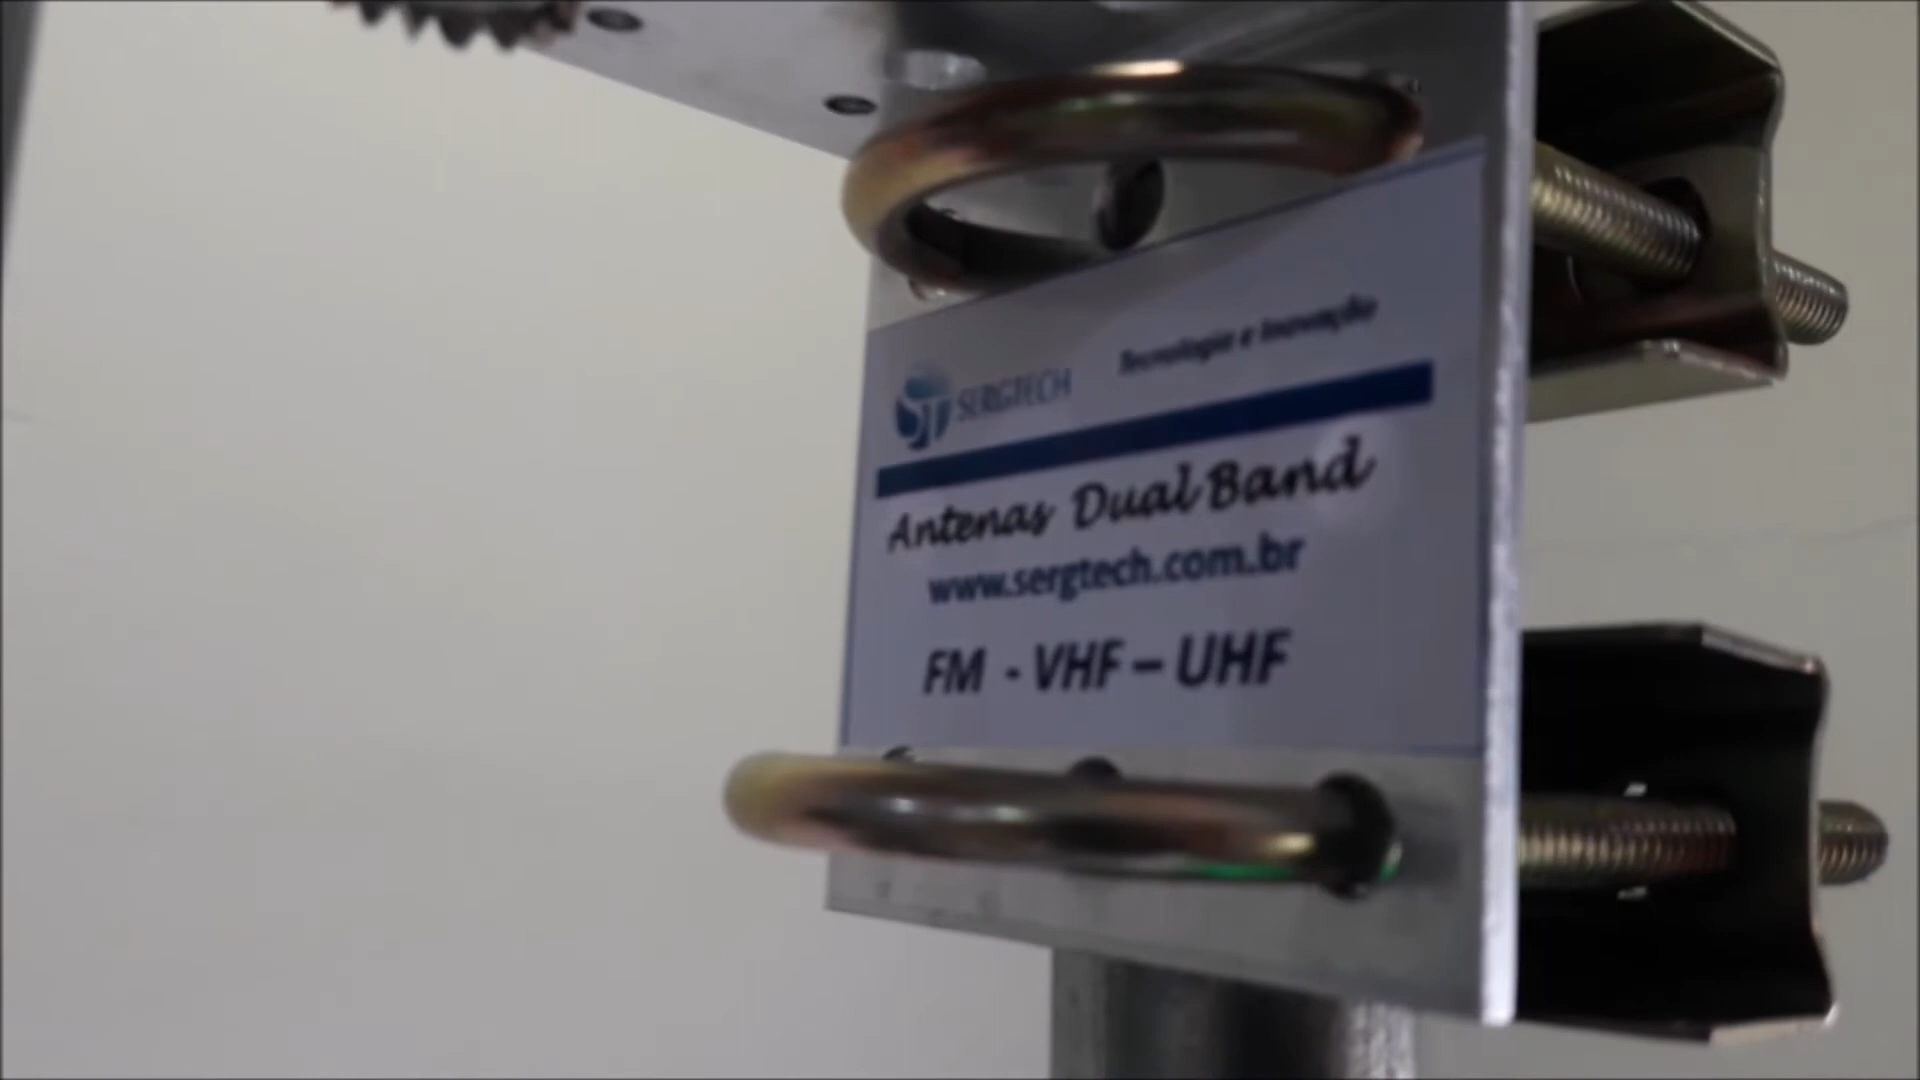 SERGTECH Tecnologia e Inovação
Antenas Dual Band
www.sergtech.com.br
FM - VHF – UHF